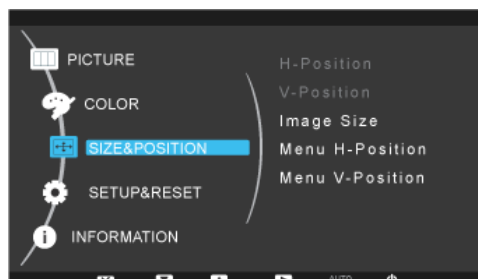 PICTURE
COLOR
SIZE&POSITION
SETUP&RESET
INFORMATION
H-Position
V-Position
Image Size
Menu H-Position
Menu V-Position
AUTO